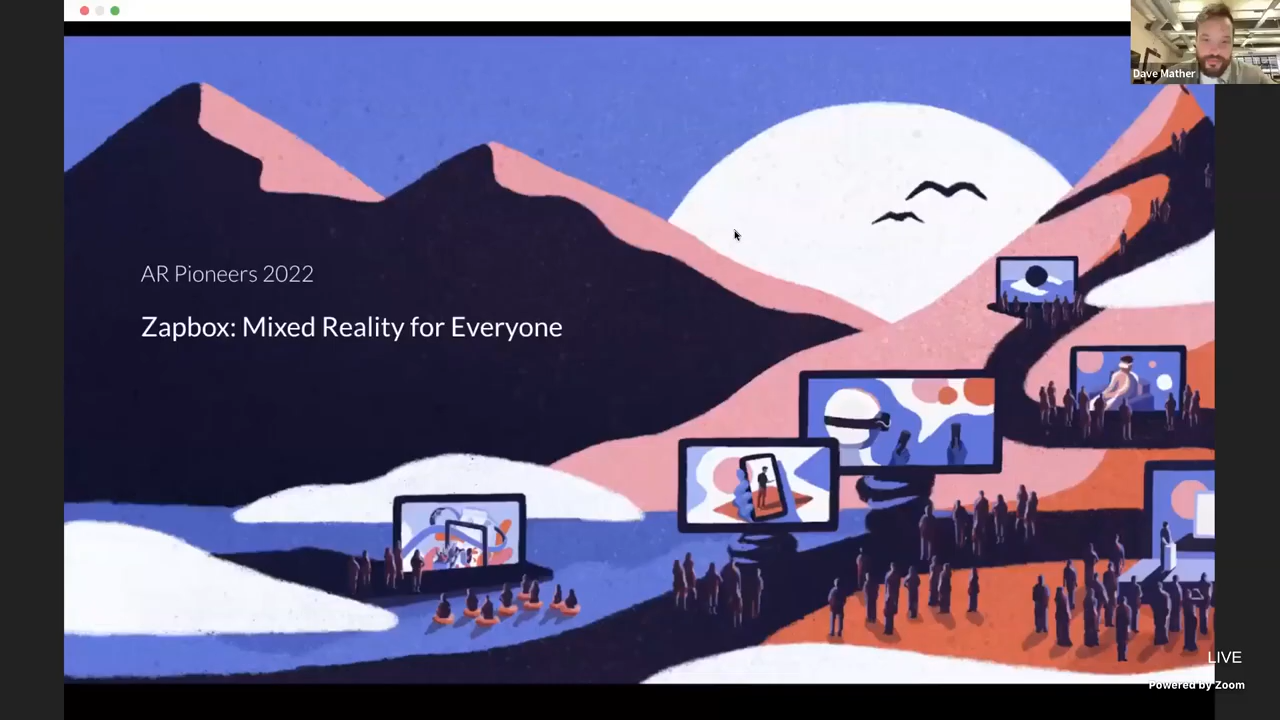 Dave Mather
AR Pioneers 2022
Zapbox: Mixed Reality for Everyone
LIVE
Powered by Zoom